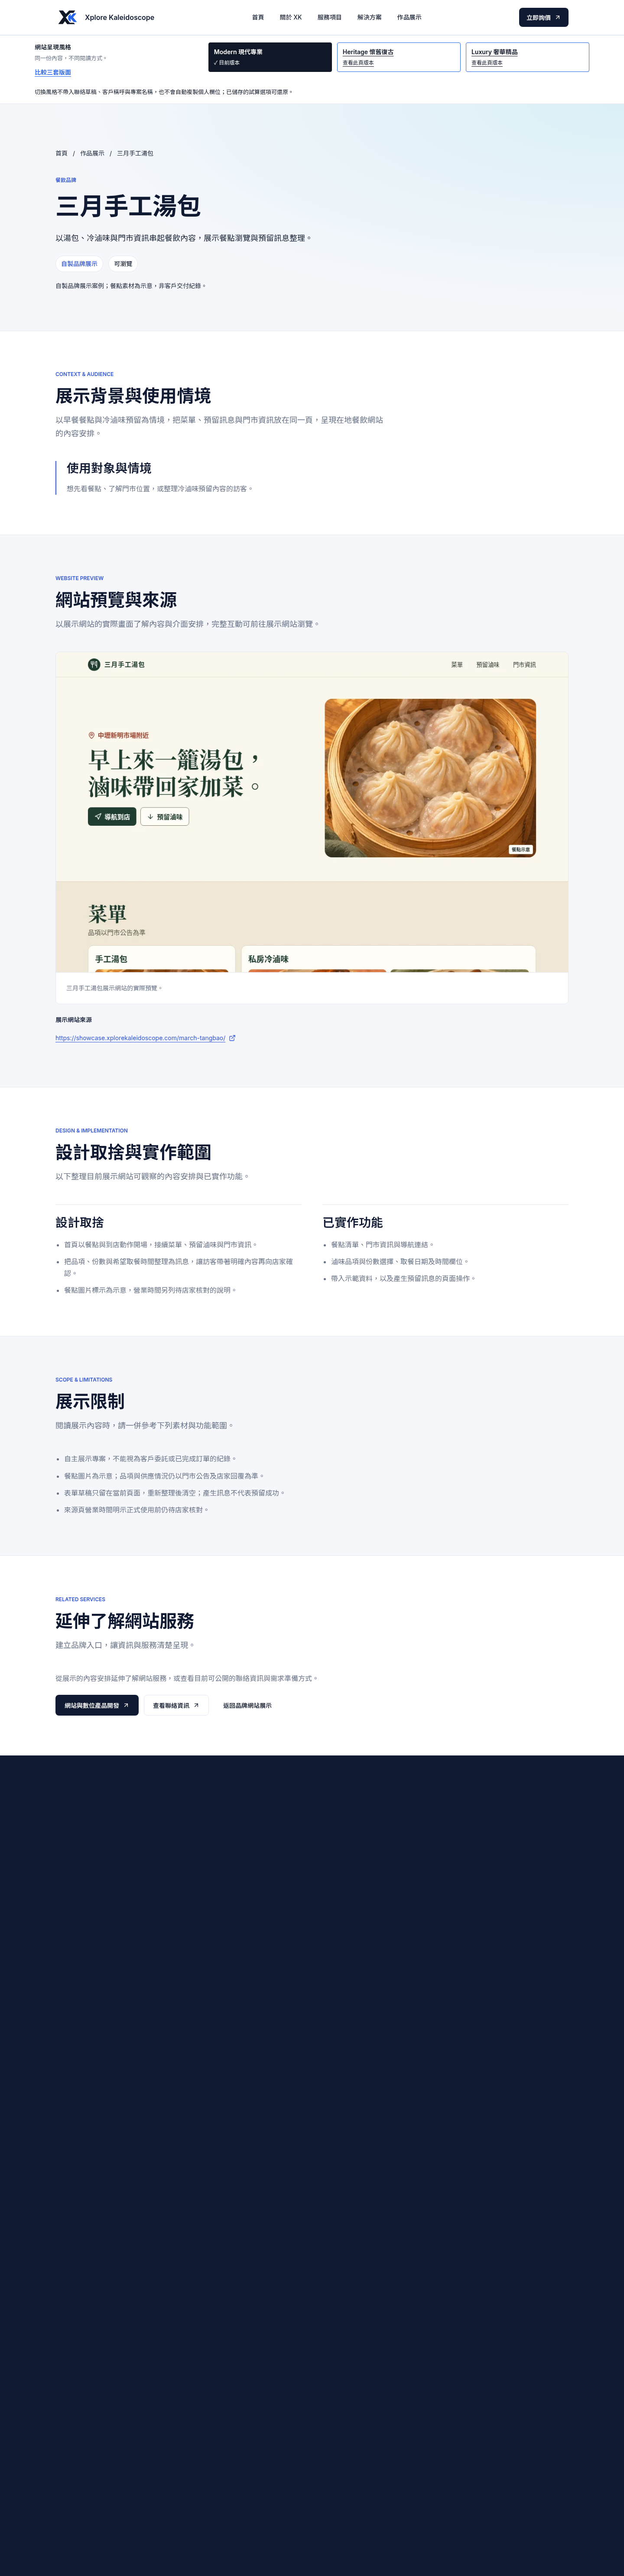 Xplore Kaleidoscope
首頁
關於 XK
服務項目
解決方案
作品展示
立即詢價
網站呈現風格
同一份內容，不同閱讀方式。
比較三套版面
Modern 現代專業
✓ 目前樣本
Heritage 懷舊復古
查看此頁樣本
Luxury 奢華精品
查看此頁樣本
切換風格不帶入聯絡草稿、客戶稱呼與專案名稱，也不會自動複製個人欄位；已儲存的試算選項可還原。
首頁 / 作品展示 / 三月手工湯包
餐飲品牌
三月手工湯包
以湯包、冷滷味與門市資訊串起餐飲內容，展示餐點瀏覽與預留訊息整理。
自製品牌展示
可瀏覽
自製品牌展示案例；餐點素材為示意，非客戶交付紀錄。
CONTEXT & AUDIENCE
展示背景與使用情境
以早餐餐點與冷滷味預留為情境，把菜單、預留訊息與門市資訊放在同一頁，呈現在地餐飲網站
的內容安排。
使用對象與情境
想先看餐點、了解門市位置，或整理冷滷味預留內容的訪客。
WEBSITE PREVIEW
網站預覽與來源
以展示網站的實際畫面了解內容與介面安排，完整互動可前往展示網站瀏覽。
三月手工湯包
菜單
預留滷味
門市資訊
中壢新明市場附近
早上來一籠湯包，
滷味帶回家加菜。
導航到店
預留滷味
餐點示意
菜單
品項以門市公告為準
手工湯包
私房冷滷味
三月手工湯包展示網站的實際預覽。
展示網站來源
https://showcase.xplorekaleidoscope.com/march-tangbao/
DESIGN & IMPLEMENTATION
設計取捨與實作範圍
以下整理目前展示網站可觀察的內容安排與已實作功能。
設計取捨
• 首頁以餐點與到店動作開場，接續菜單、預留滷味與門市資訊。
• 把品項、份數與希望取餐時間整理為訊息，讓訪客帶著明確內容再向店家確
認。
• 餐點圖片標示為示意，營業時間另列待店家核對的說明。
已實作功能
• 餐點清單、門市資訊與導航連結。
• 滷味品項與份數選擇、取餐日期及時間欄位。
• 帶入示範資料，以及產生預留訊息的頁面操作。
SCOPE & LIMITATIONS
展示限制
閱讀展示內容時，請一併參考下列素材與功能範圍。
• 自主展示專案，不能視為客戶委託或已完成訂單的紀錄。
• 餐點圖片為示意；品項與供應情況仍以門市公告及店家回覆為準。
• 表單草稿只留在當前頁面，重新整理後清空；產生訊息不代表預留成功。
• 來源頁營業時間明示正式使用前仍待店家核對。
RELATED SERVICES
延伸了解網站服務
建立品牌入口，讓資訊與服務清楚呈現。
從展示的內容安排延伸了解網站服務，或查看目前可公開的聯絡資訊與需求準備方式。
網站與數位產品開發
查看聯絡資訊
返回品牌網站展示